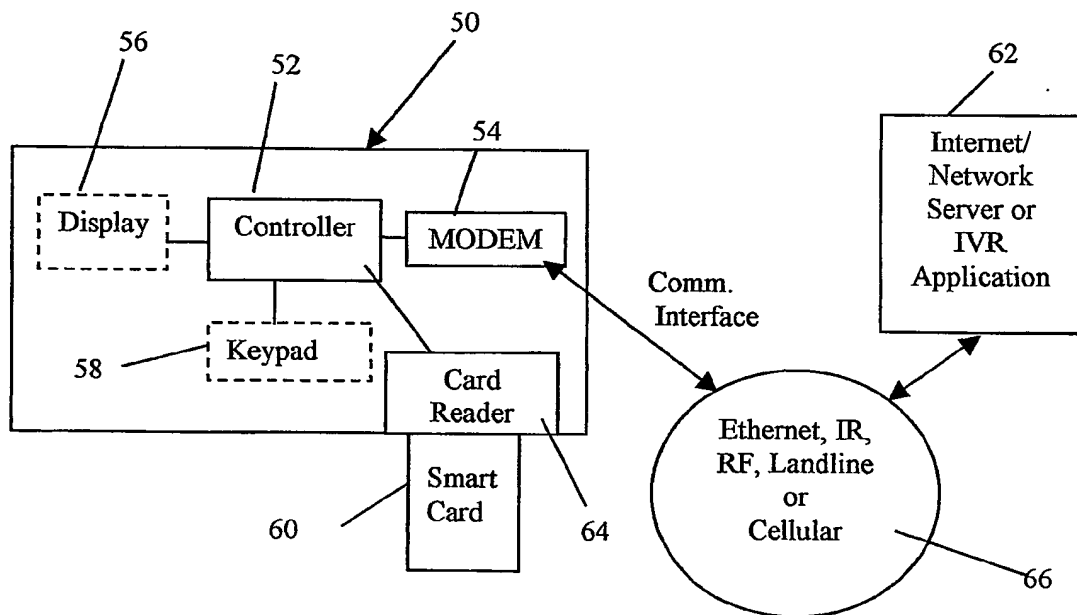 50
56
52
62
54
Display
Controller
MODEM
Internet/
Network
Server or
IVR
Application
Comm.
Interface
58
Keypad
Card
Reader
Ethernet, IR,
RF, Landline
or
Cellular
Smart
Card
60
64
66